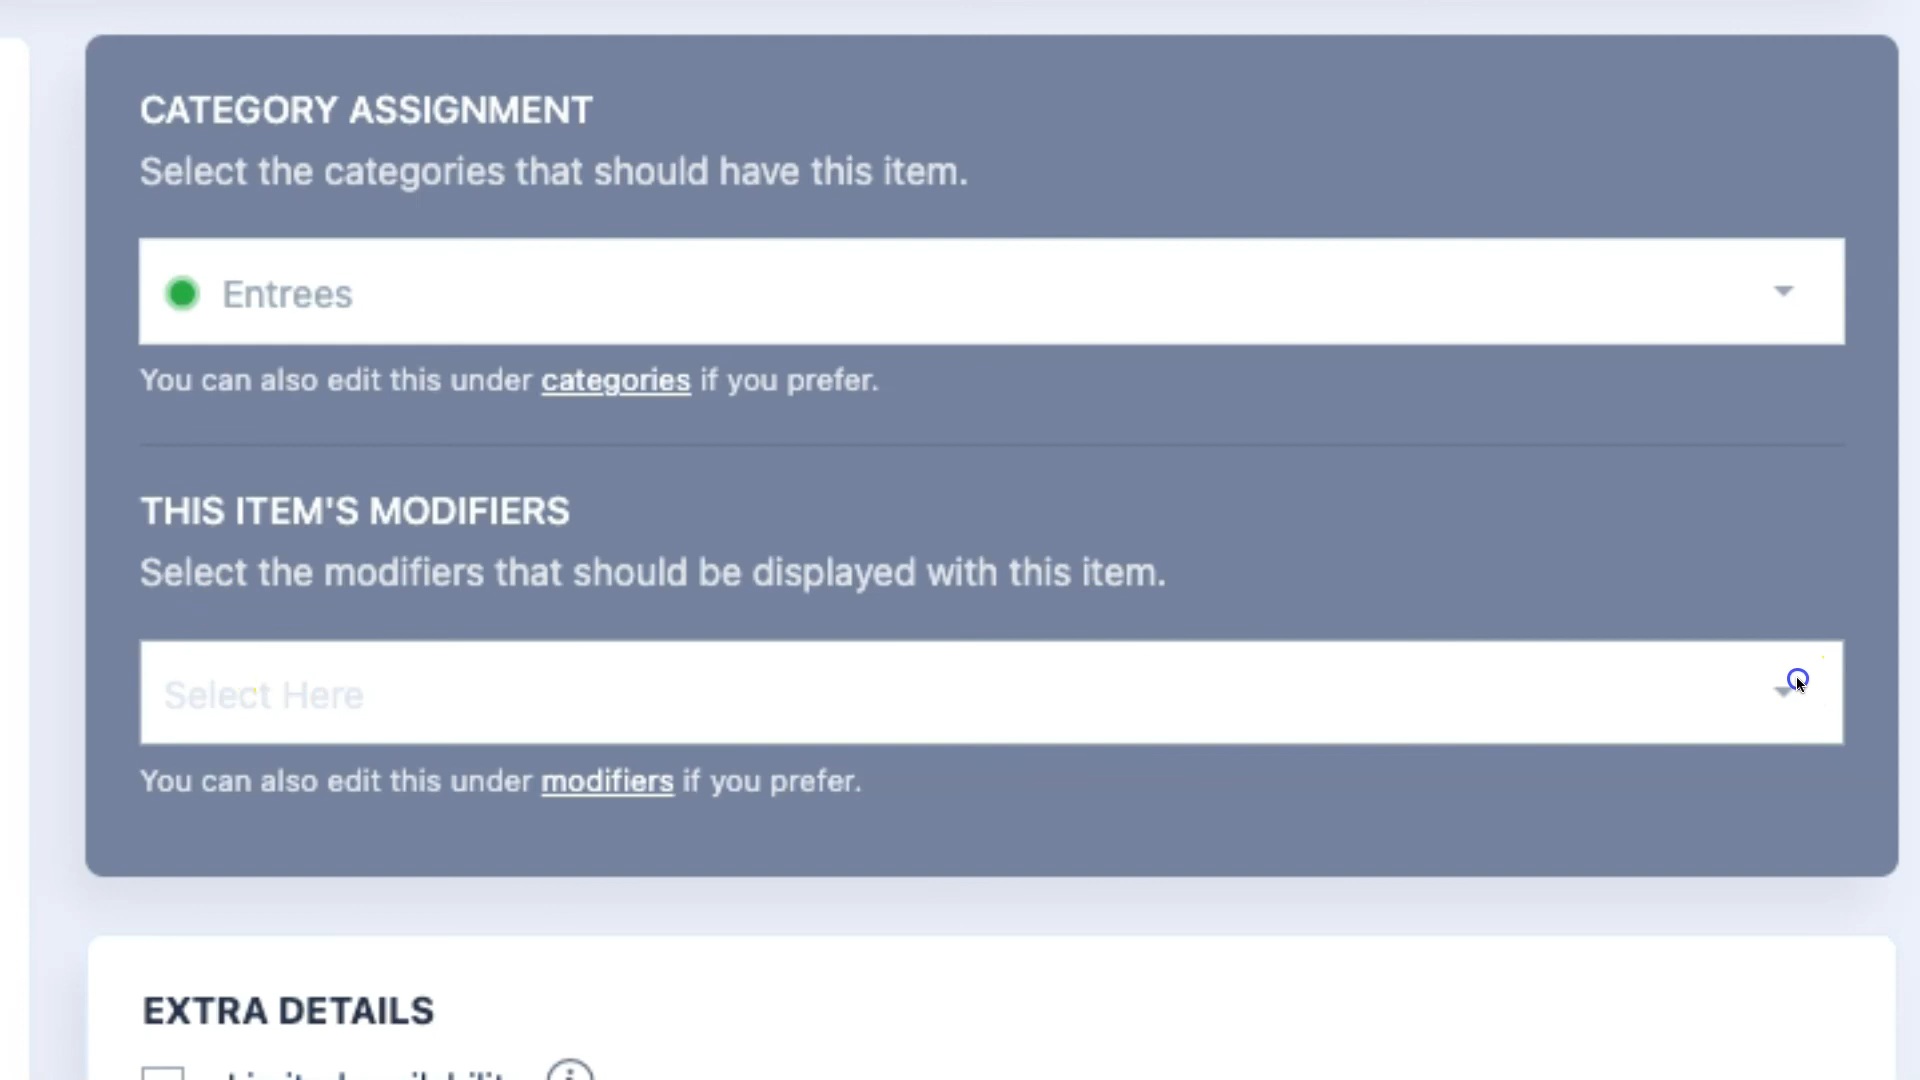 CATEGORY ASSIGNMENT
Select the categories that should have this item.
Entrees
You can also edit this under categories if you prefer.
THIS ITEM'S MODIFIERS
Select the modifiers that should be displayed with this item.
Select Here
You can also edit this under modifiers if you prefer.
EXTRA DETAILS